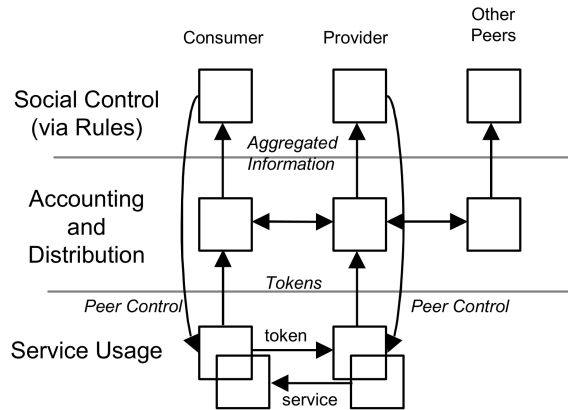 Other
Peers
Consumer
Provider
Social Control
(via Rules)
Aggregated
Information
Accounting
and
Distribution
Tokens
Peer Control
Peer Control
token
Service Usage
service